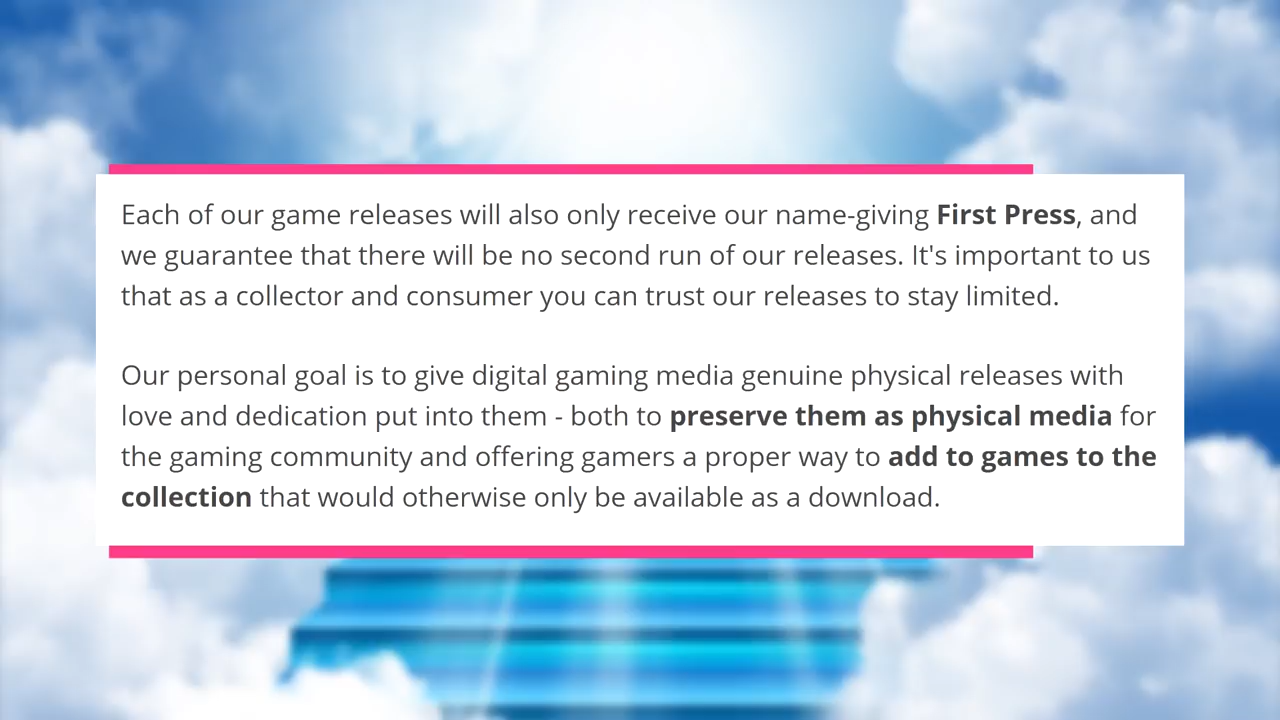 Each of our game releases will also only receive our name-giving First Press, and
we guarantee that there will be no second run of our releases. It's important to us
that as a collector and consumer you can trust our releases to stay limited.
Our personal goal is to give digital gaming media genuine physical releases with
love and dedication put into them - both to preserve them as physical media for
the gaming community and offering gamers a proper way to add to games to the
collection that would otherwise only be available as a download.